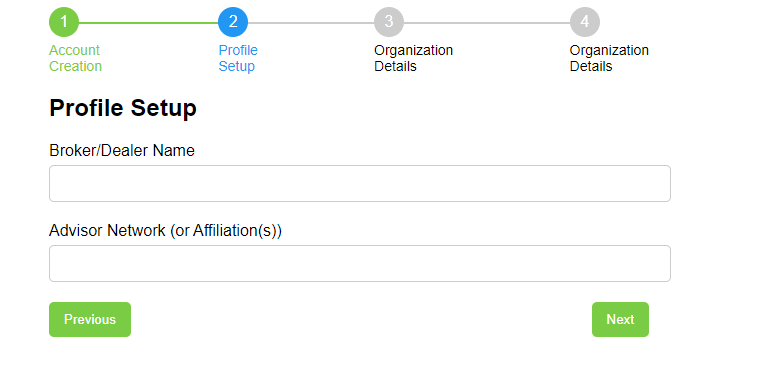 1 2 3 4
Account Profile Organization Organization
Creation Setup Details Details
Profile Setup
Broker/Dealer Name
Advisor Network (or Affiliation(s))
Previous Next